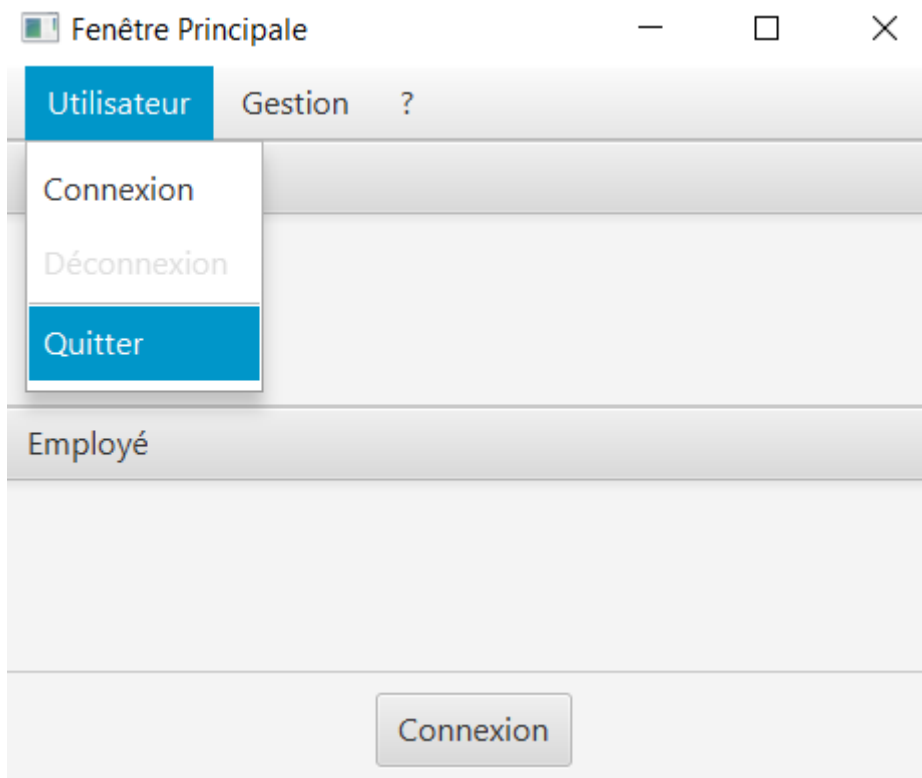 Fenêtre Principale
Utilisateur Gestion ?
Connexion
Déconnexion
Quitter
Employé
Connexion